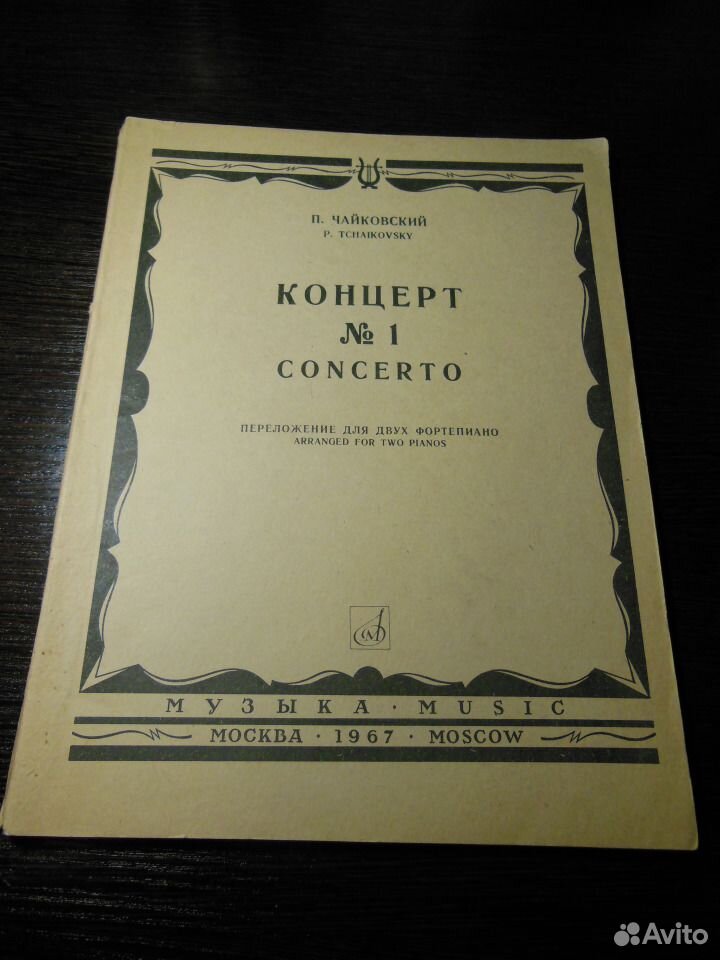 П. ЧАЙКОВСКИЙ
P. TCHAIKOVSKY
КОНЦЕРТ
№ 1
CONCERTO
ПЕРЕЛОЖЕНИЕ ДЛЯ ДВУХ ФОРТЕПИАНО
ARRANGED FOR TWO PIANOS
МУЗЫКА · MUSIC
МОСКВА · 1967 · MOSCOW
Avito